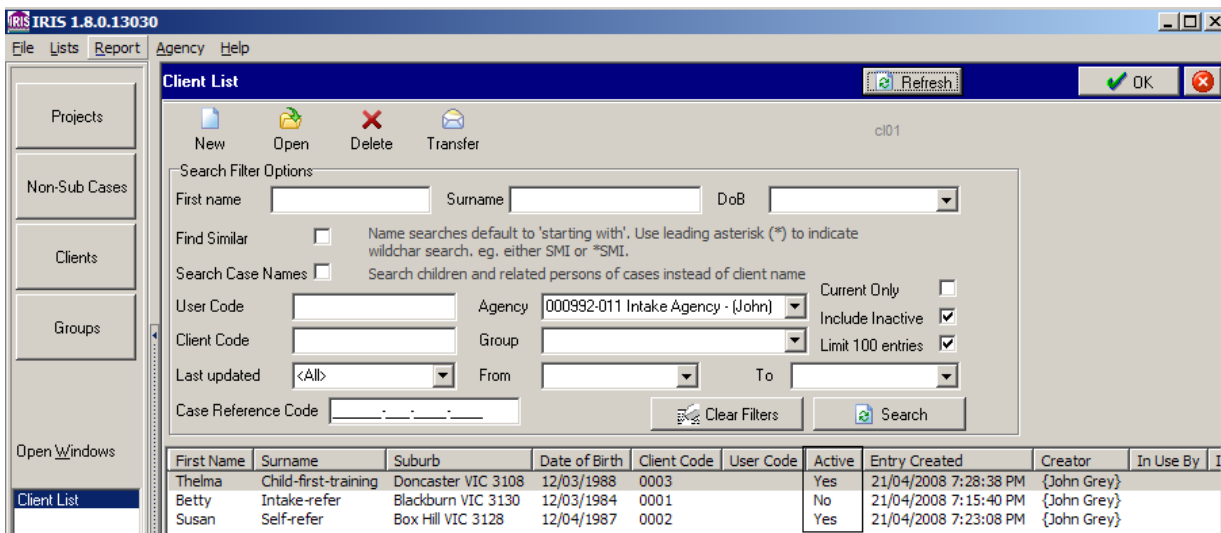 IRIS IRIS 1.8.0.13030
File Lists Report Agency Help
Client List Refresh OK
Projects
Non-Sub Cases
Clients
Groups
Open Windows
Client List
New Open Delete Transfer cl01
Search Filter Options
First name Surname DoB
Find Similar Name searches default to 'starting with'. Use leading asterisk (*) to indicate
wildchar search. eg. either SMI or *SMI.
Search Case Names Search children and related persons of cases instead of client name
Current Only
User Code Agency 000992-011 Intake Agency - (John)
Include Inactive
Client Code Group
Limit 100 entries
Last updated <All> From To
Case Reference Code ______-___-____-____ Clear Filters Search
First Name Surname Suburb Date of Birth Client Code User Code Active Entry Created Creator In Use By I
Thelma Child-first-training Doncaster VIC 3108 12/03/1988 0003 Yes 21/04/2008 7:28:38 PM {John Grey}
Betty Intake-refer Blackburn VIC 3130 12/03/1984 0001 No 21/04/2008 7:15:40 PM {John Grey}
Susan Self-refer Box Hill VIC 3128 12/04/1987 0002 Yes 21/04/2008 7:23:08 PM {John Grey}